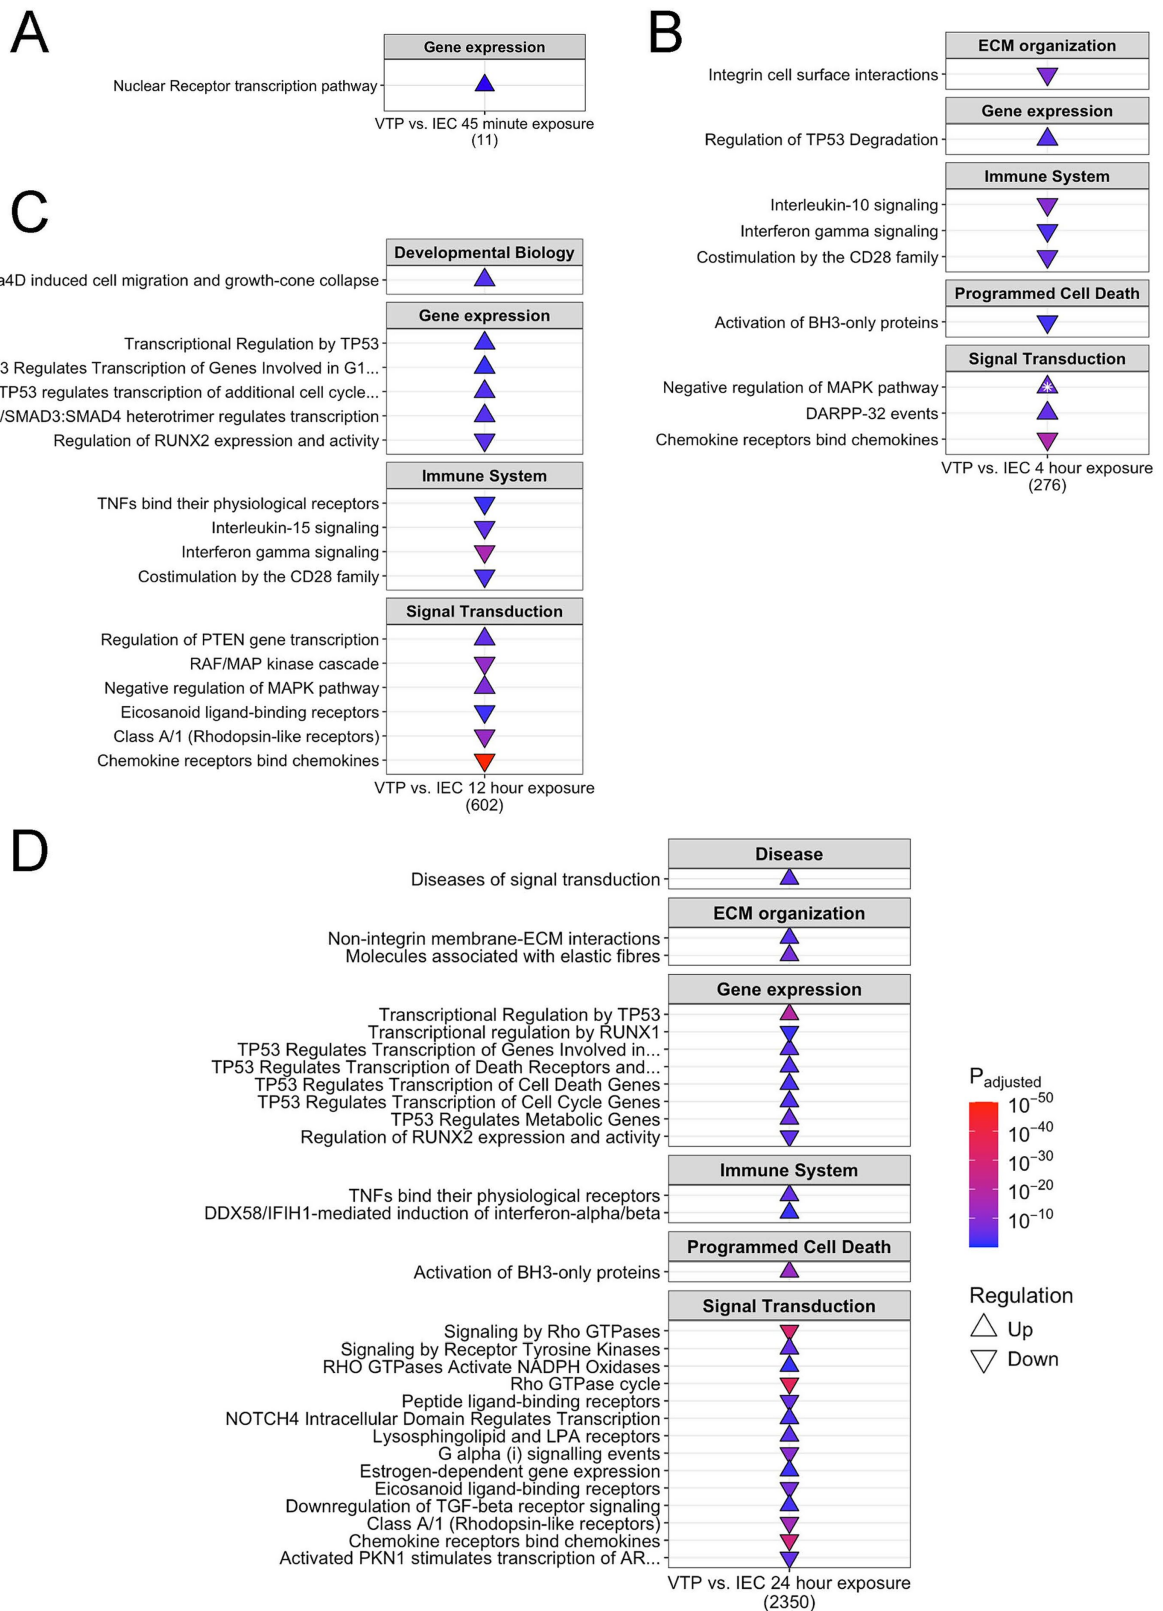 A
Gene expression
Nuclear Receptor transcription pathway
VTP vs. IEC 45 minute exposure
(11)
B
ECM organization
Integrin cell surface interactions
Gene expression
Regulation of TP53 Degradation
Immune System
Interleukin-10 signaling
Interferon gamma signaling
Costimulation by the CD28 family
Programmed Cell Death
Activation of BH3-only proteins
Signal Transduction
Negative regulation of MAPK pathway
DARPP-32 events
Chemokine receptors bind chemokines
VTP vs. IEC 4 hour exposure
(276)
C
Developmental Biology
a4D induced cell migration and growth-cone collapse
Gene expression
Transcriptional Regulation by TP53
3 Regulates Transcription of Genes Involved in G1...
TP53 regulates transcription of additional cell cycle...
/SMAD3:SMAD4 heterotrimer regulates transcription
Regulation of RUNX2 expression and activity
Immune System
TNFs bind their physiological receptors
Interleukin-15 signaling
Interferon gamma signaling
Costimulation by the CD28 family
Signal Transduction
Regulation of PTEN gene transcription
RAF/MAP kinase cascade
Negative regulation of MAPK pathway
Eicosanoid ligand-binding receptors
Class A/1 (Rhodopsin-like receptors)
Chemokine receptors bind chemokines
VTP vs. IEC 12 hour exposure
(602)
D
Disease
Diseases of signal transduction
ECM organization
Non-integrin membrane-ECM interactions
Molecules associated with elastic fibres
Gene expression
Transcriptional Regulation by TP53
Transcriptional regulation by RUNX1
TP53 Regulates Transcription of Genes Involved in...
TP53 Regulates Transcription of Death Receptors and...
TP53 Regulates Transcription of Cell Death Genes
TP53 Regulates Transcription of Cell Cycle Genes
TP53 Regulates Metabolic Genes
Regulation of RUNX2 expression and activity
Immune System
TNFs bind their physiological receptors
DDX58/IFIH1-mediated induction of interferon-alpha/beta
Programmed Cell Death
Activation of BH3-only proteins
Signal Transduction
Signaling by Rho GTPases
Signaling by Receptor Tyrosine Kinases
RHO GTPases Activate NADPH Oxidases
Rho GTPase cycle
Peptide ligand-binding receptors
NOTCH4 Intracellular Domain Regulates Transcription
Lysosphingolipid and LPA receptors
G alpha (i) signalling events
Estrogen-dependent gene expression
Eicosanoid ligand-binding receptors
Downregulation of TGF-beta receptor signaling
Class A/1 (Rhodopsin-like receptors)
Chemokine receptors bind chemokines
Activated PKN1 stimulates transcription of AR...
VTP vs. IEC 24 hour exposure
(2350)
P adjusted
10⁻⁵⁰
10⁻⁴⁰
10⁻³⁰
10⁻²⁰
10⁻¹⁰
Regulation
Up
Down